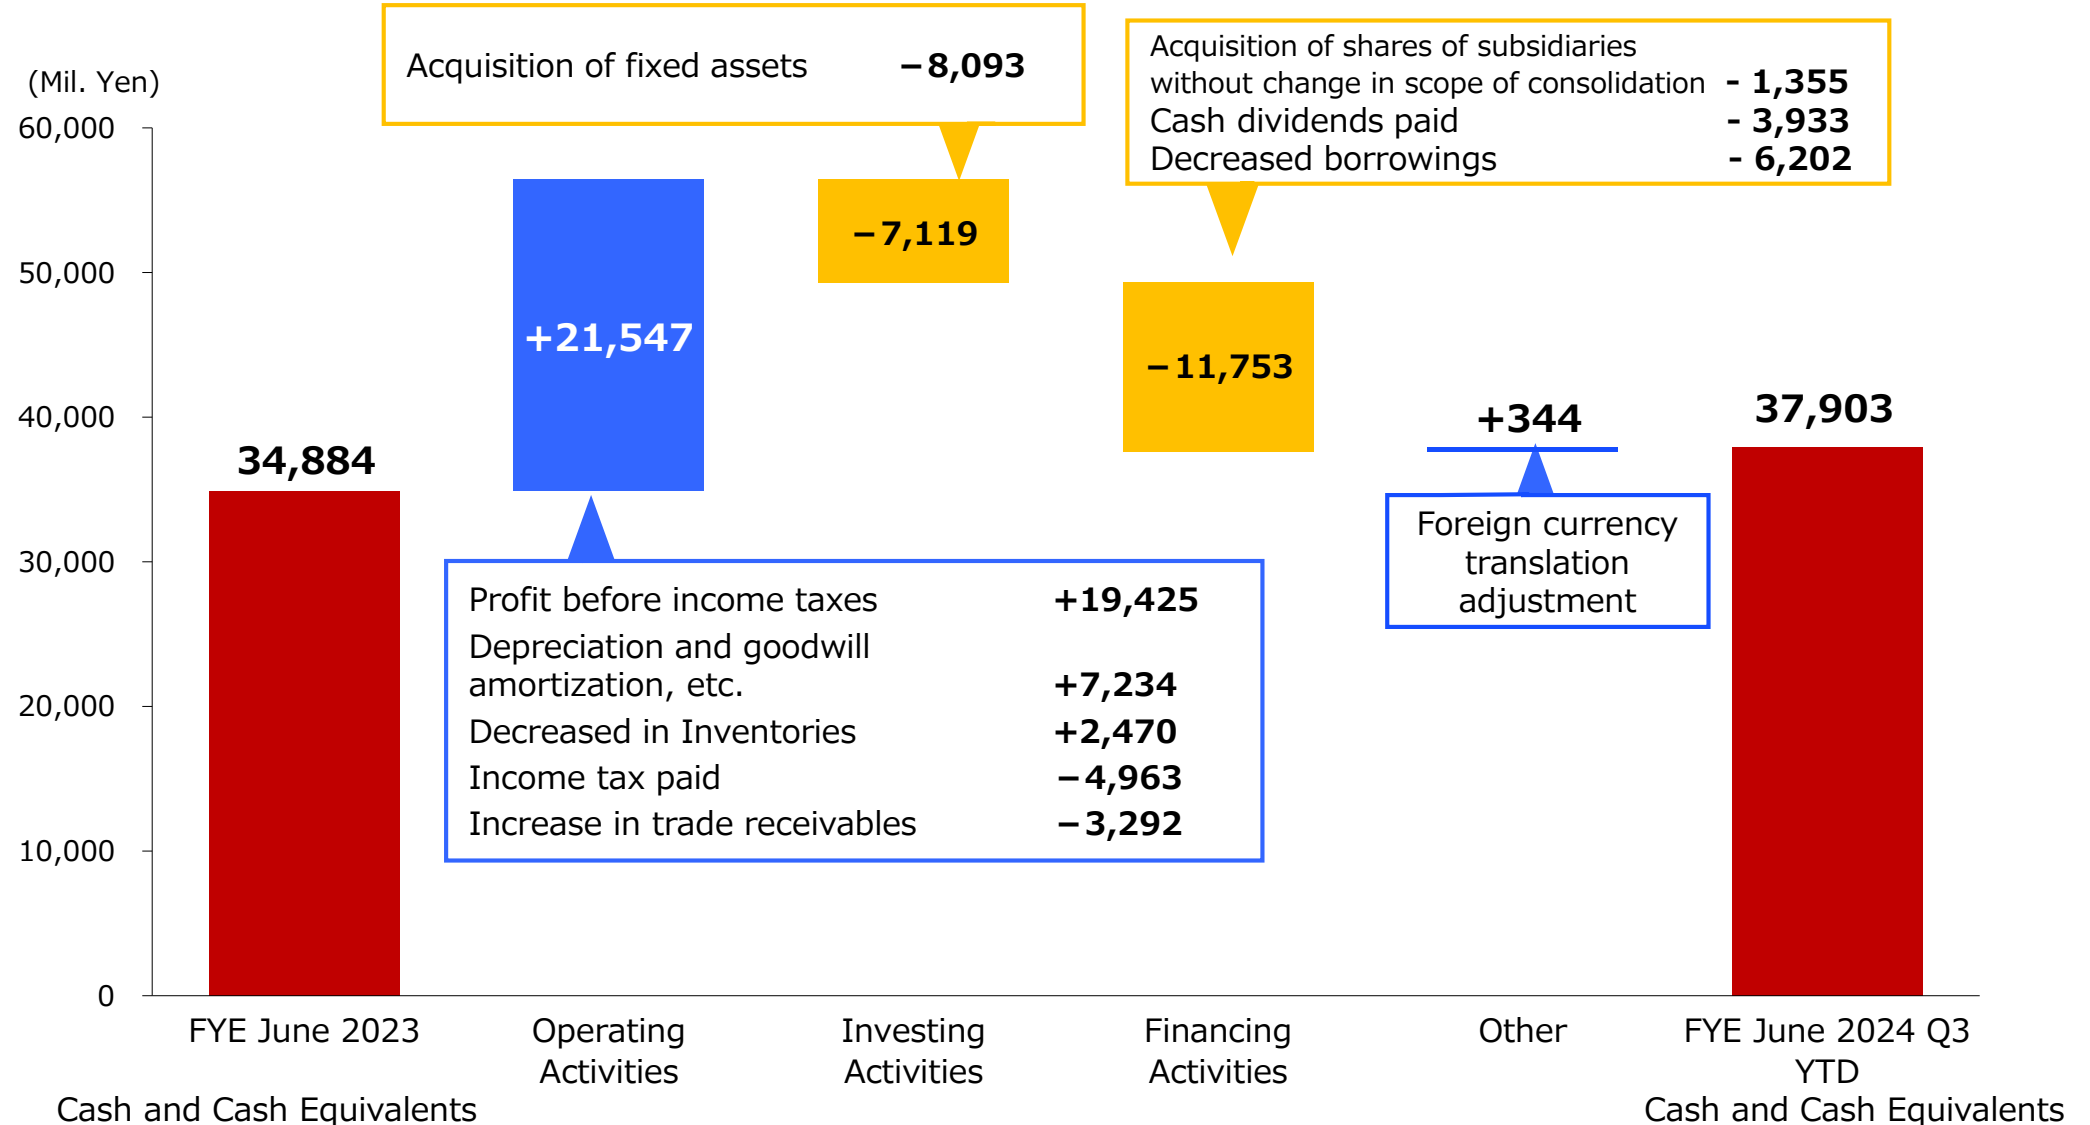 Acquisition of fixed assets −8,093
Acquisition of shares of subsidiaries
without change in scope of consolidation - 1,355
Cash dividends paid - 3,933
Decreased borrowings - 6,202
(Mil. Yen)
60,000
50,000
40,000
30,000
20,000
10,000
0
34,884
+21,547
−7,119
−11,753
+344
37,903
Foreign currency
translation
adjustment
Profit before income taxes +19,425
Depreciation and goodwill
amortization, etc. +7,234
Decreased in Inventories +2,470
Income tax paid −4,963
Increase in trade receivables −3,292
FYE June 2023
Cash and Cash Equivalents
Operating
Activities
Investing
Activities
Financing
Activities
Other
FYE June 2024 Q3
YTD
Cash and Cash Equivalents